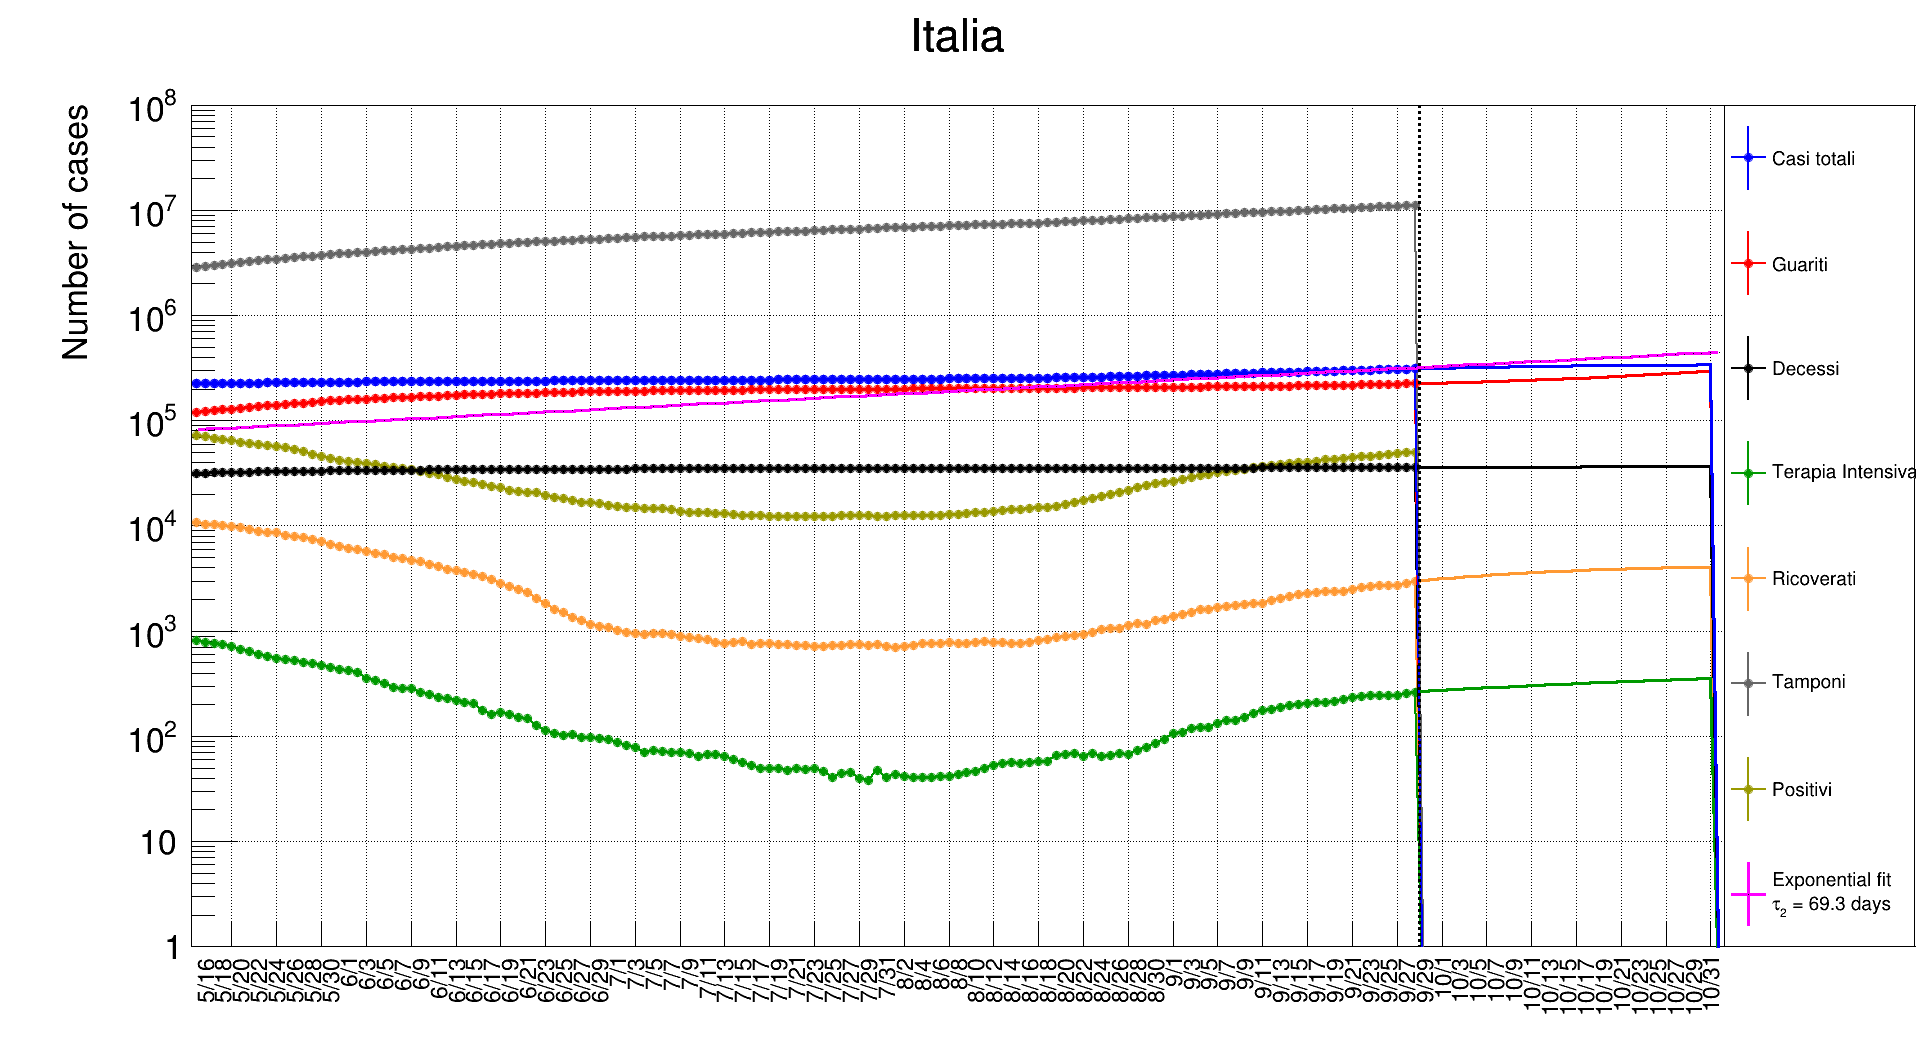 Italia
Number of cases
10^8
10^7
10^6
10^5
10^4
10^3
10^2
10
1
5/16 5/18 5/20 5/22 5/24 5/26 5/28 5/30 6/1 6/3 6/5 6/7 6/9 6/11 6/13 6/15 6/17 6/19 6/21 6/23 6/25 6/27 6/29 7/1 7/3 7/5 7/7 7/9 7/11 7/13 7/15 7/17 7/19 7/21 7/23 7/25 7/27 7/29 7/31 8/2 8/4 8/6 8/8 8/10 8/12 8/14 8/16 8/18 8/20 8/22 8/24 8/26 8/28 8/30 9/1 9/3 9/5 9/7 9/9 9/11 9/13 9/15 9/17 9/19 9/21 9/23 9/25 9/27 9/29 10/1 10/3 10/5 10/7 10/9 10/11 10/13 10/15 10/17 10/19 10/21 10/23 10/25 10/27 10/29 10/31
Casi totali
Guariti
Decessi
Terapia Intensiva
Ricoverati
Tamponi
Positivi
Exponential fit
τ₂ = 69.3 days